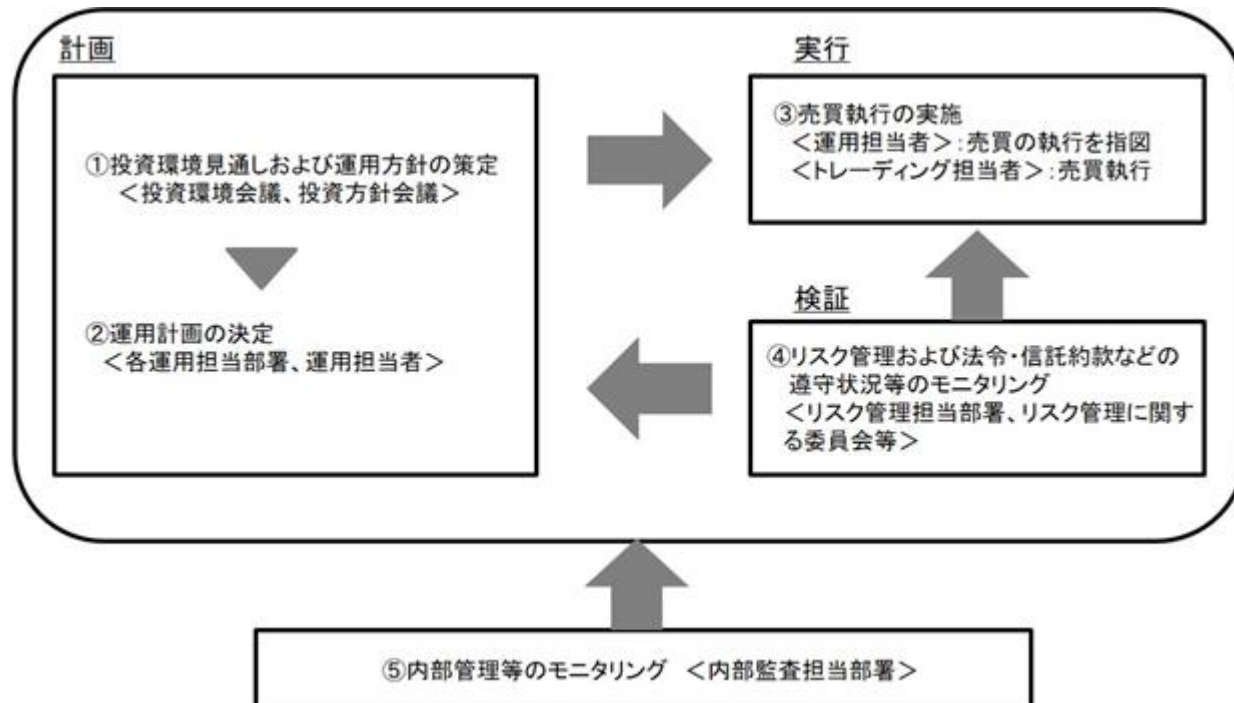 計画
①投資環境見通しおよび運用方針の策定
＜投資環境会議、投資方針会議＞
②運用計画の決定
＜各運用担当部署、運用担当者＞
実行
③売買執行の実施
＜運用担当者＞：売買の執行を指図
＜トレーディング担当者＞：売買執行
検証
④リスク管理および法令・信託約款などの
遵守状況等のモニタリング
＜リスク管理担当部署、リスク管理に関す
る委員会等＞
⑤内部管理等のモニタリング　＜内部監査担当部署＞